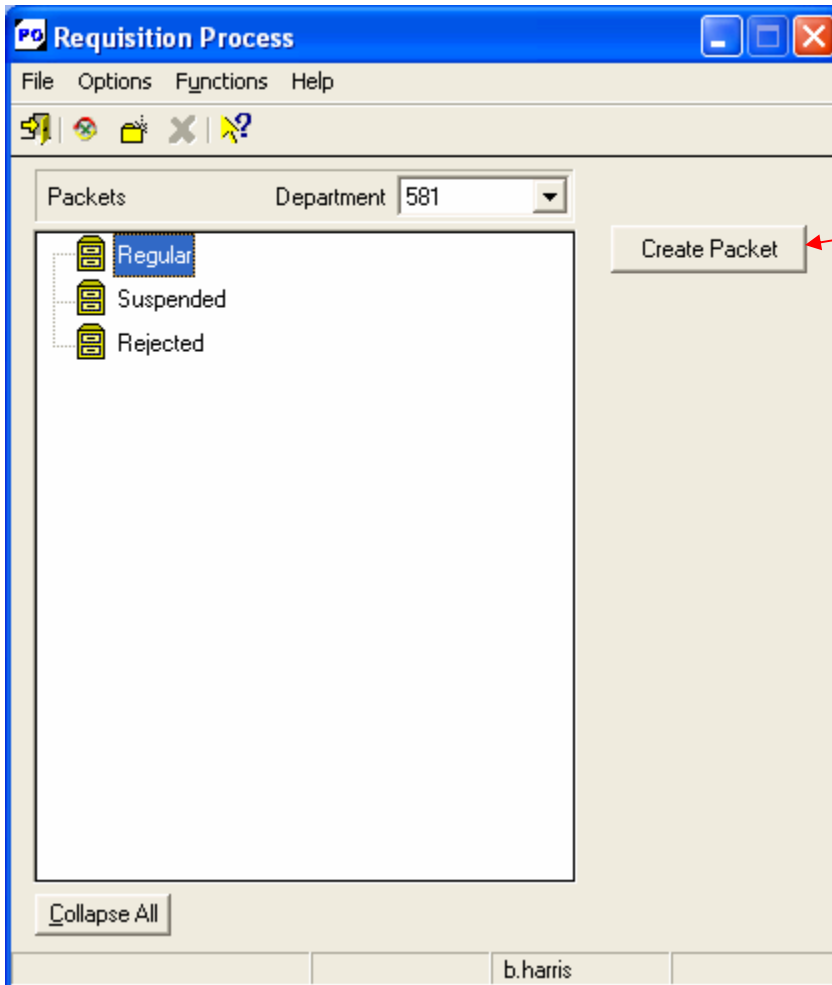 PO Requisition Process
File Options Functions Help
Packets Department 581
Create Packet
Regular
Suspended
Rejected
Collapse All
b.harris